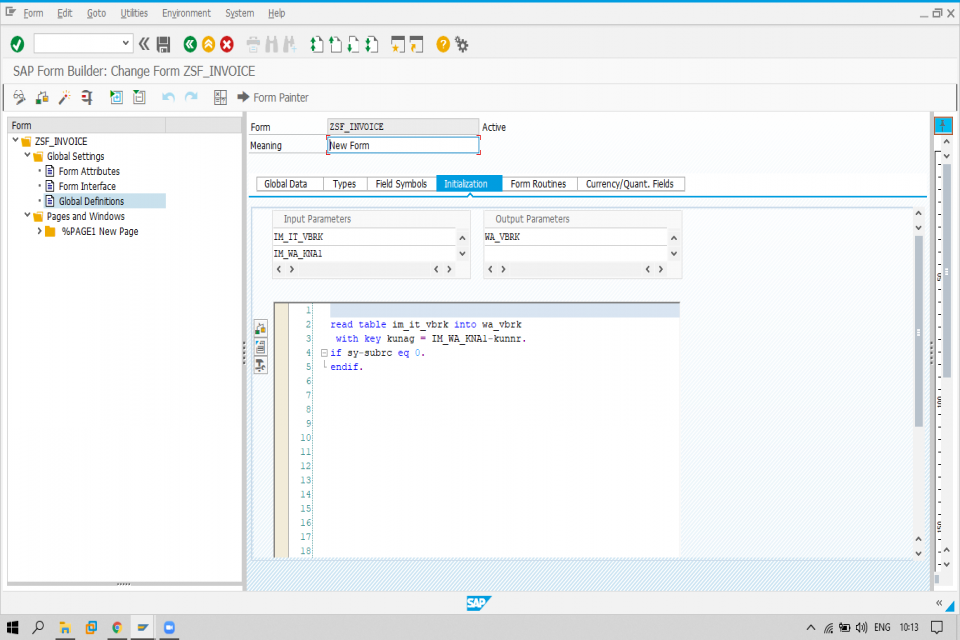 Form Edit Goto Utilities Environment System Help
SAP Form Builder: Change Form ZSF_INVOICE
Form Painter
Form
ZSF_INVOICE
Global Settings
Form Attributes
Form Interface
Global Definitions
Pages and Windows
%PAGE1 New Page
Form ZSF_INVOICE Active
Meaning New Form
Global Data Types Field Symbols Initialization Form Routines Currency/Quant. Fields
Input Parameters Output Parameters
IM_IT_VBRK WA_VBRK
IM_WA_KNA1
1
2 read table im_it_vbrk into wa_vbrk
3 with key kunag = IM_WA_KNA1-kunnr.
4 if sy-subrc eq 0.
5 endif.
6
7
8
9
10
11
12
13
14
15
16
17
18
SAP
ENG 10:13